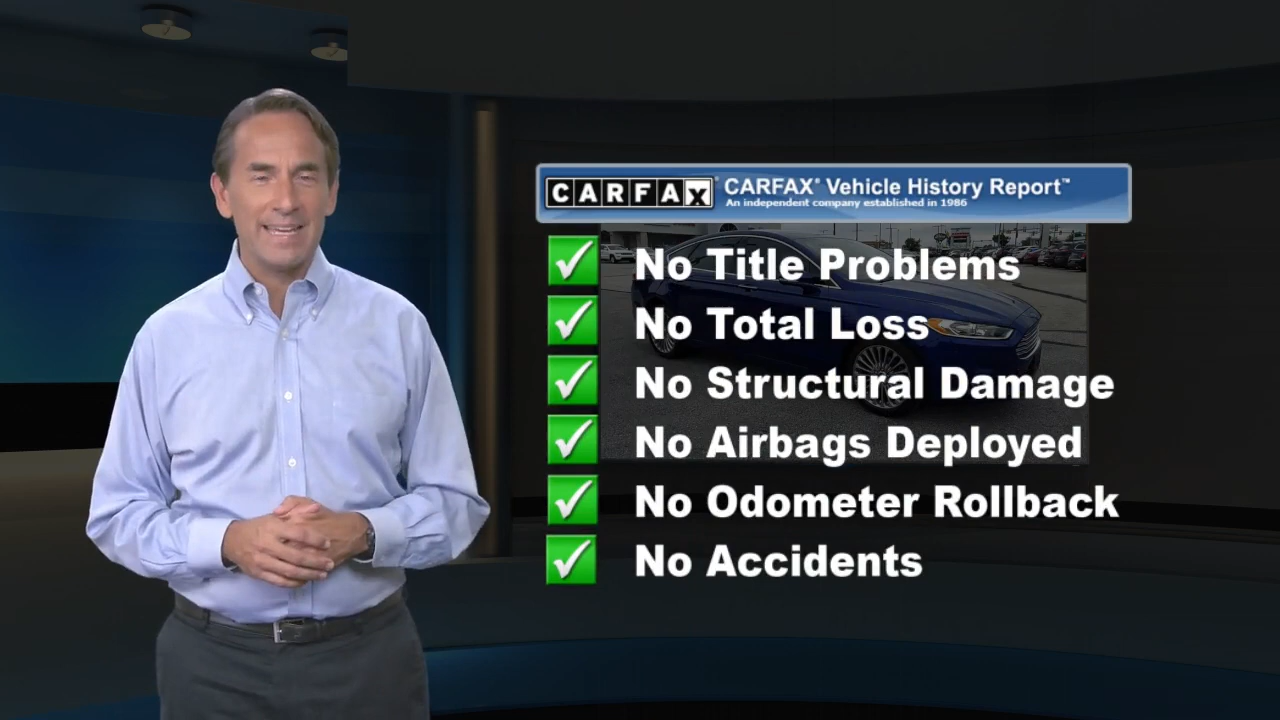 CARFAX® CARFAX® Vehicle History Report™
An independent company established in 1986
No Title Problems
No Total Loss
No Structural Damage
No Airbags Deployed
No Odometer Rollback
No Accidents